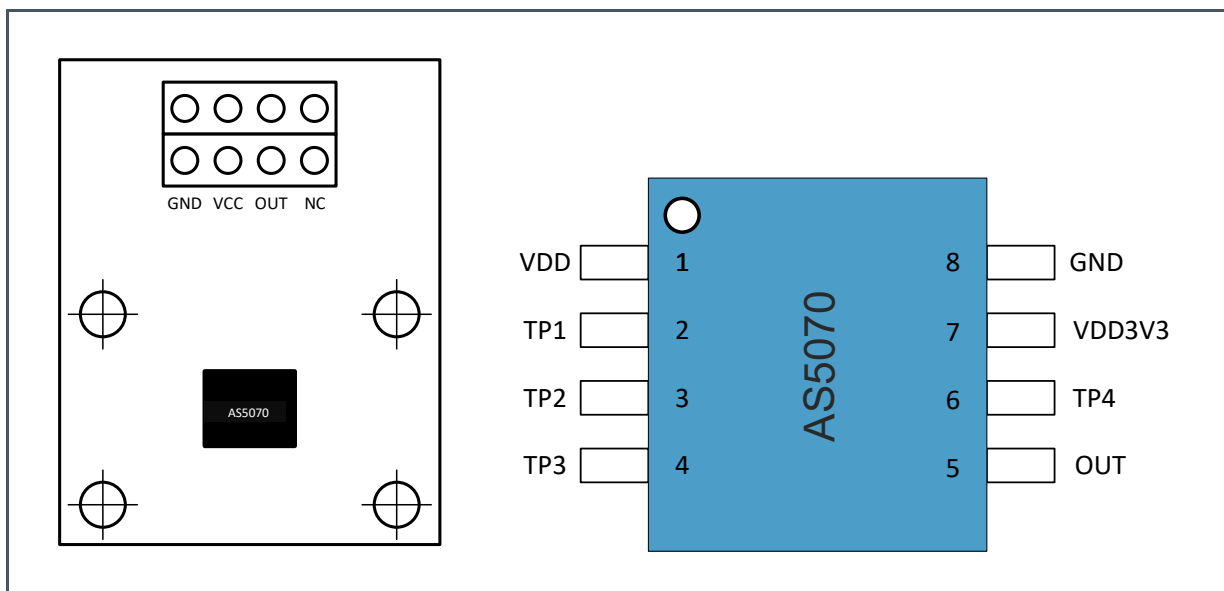 GND VCC OUT NC
AS5070
VDD 1 8 GND
TP1 2 7 VDD3V3
TP2 3 6 TP4
TP3 4 5 OUT
AS5070